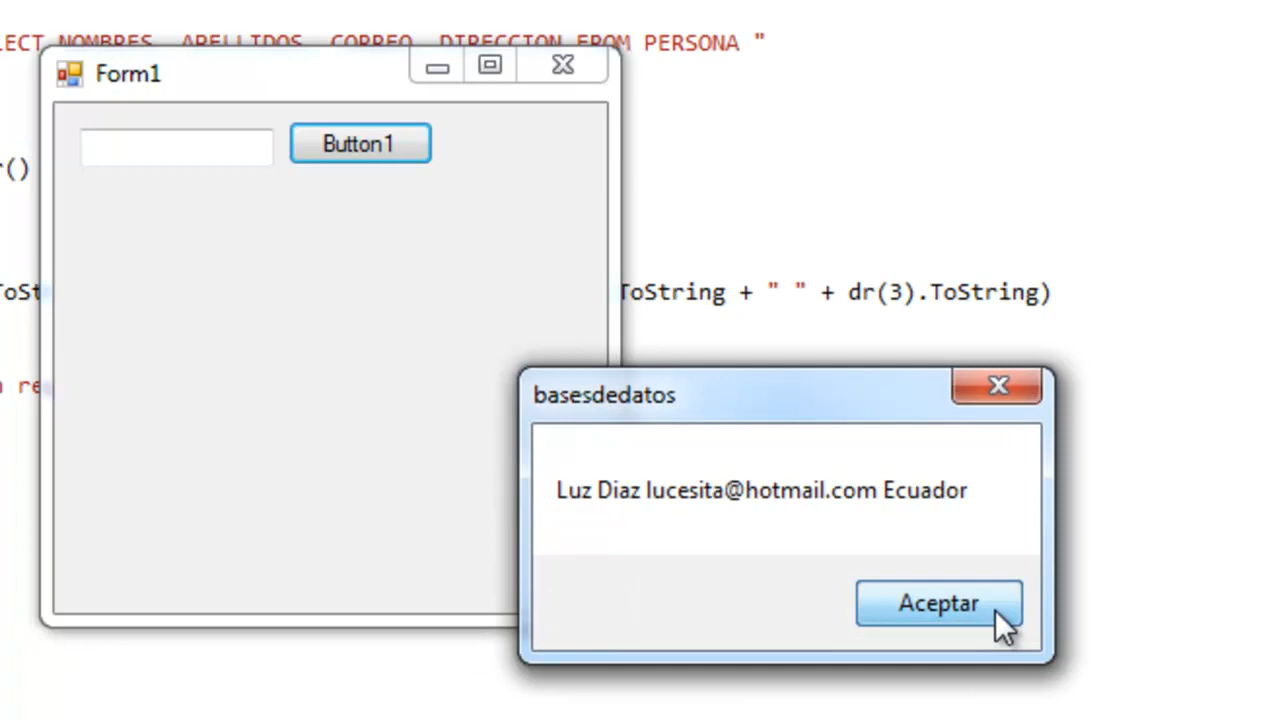 NOMBRES, APELLIDOS, CORREO, DIRECCION FROM PERSONA "
Form1
Button1
r()
ToString + " " + dr(3).ToString)
basesdedatos
Luz Diaz lucesita@hotmail.com Ecuador
Aceptar